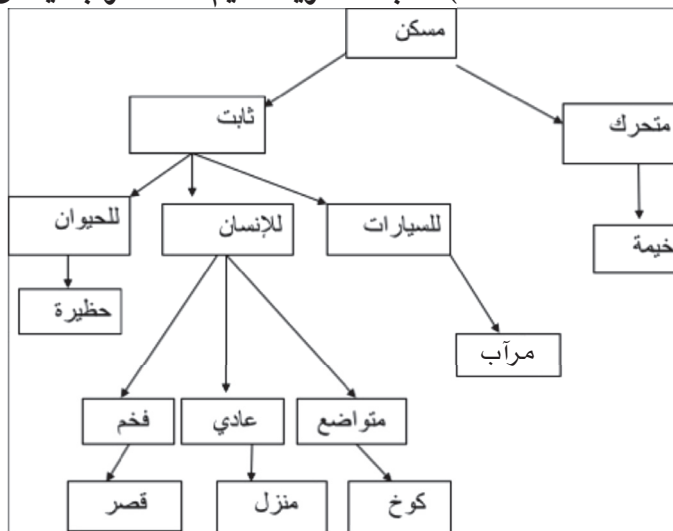 مسكن
ثابت
متحرك
للحيوان
للإنسان
للسيارات
خيمة
حظيرة
مرآب
فخم
عادي
متواضع
قصر
منزل
كوخ